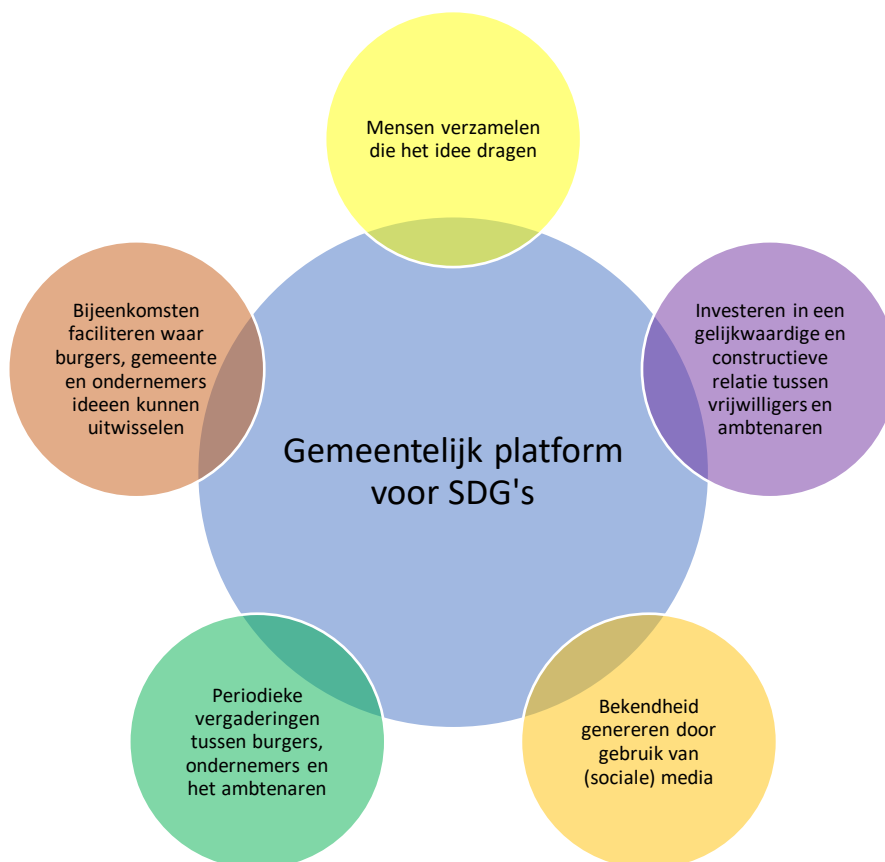 Mensen verzamelen
die het idee dragen
Bijeenkomsten
faciliteren waar
burgers, gemeente
en ondernemers
ideeen kunnen
uitwisselen
Investeren in een
gelijkwaardige en
constructieve
relatie tussen
vrijwilligers en
ambtenaren
Gemeentelijk platform
voor SDG's
Periodieke
vergaderingen
tussen burgers,
ondernemers en
het ambtenaren
Bekendheid
genereren door
gebruik van
(sociale) media